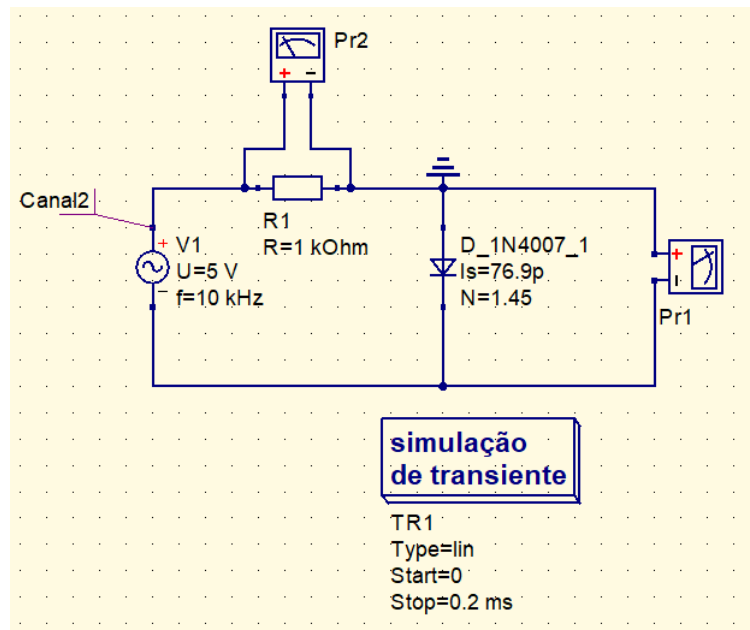 Pr2
+ −
Canal2
R1
R=1 kOhm
+ V1
U=5 V
− f=10 kHz
D_1N4007_1
Is=76.9p
N=1.45
+
−
Pr1
simulação
de transiente
TR1
Type=lin
Start=0
Stop=0.2 ms